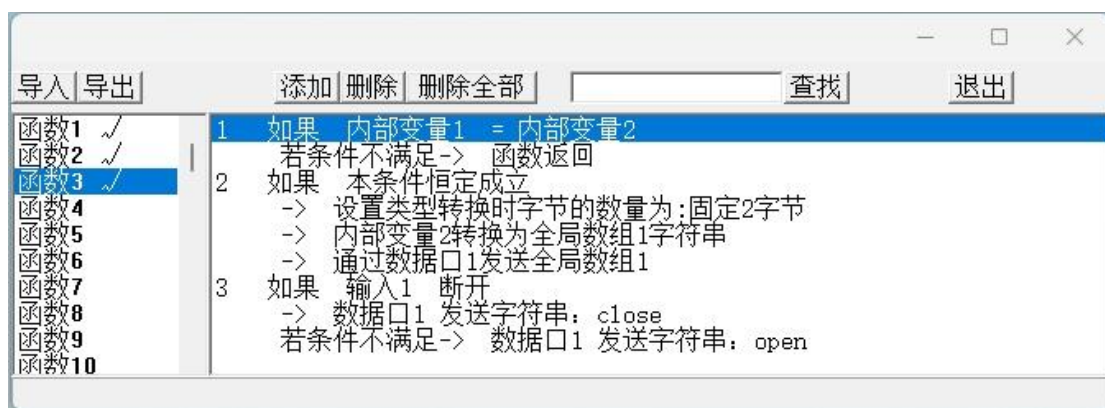 导入 导出 添加 删除 删除全部 查找 退出
函数1 √
函数2 √
函数3 √
函数4
函数5
函数6
函数7
函数8
函数9
函数10
1 如果 内部变量1 = 内部变量2
若条件不满足-> 函数返回
2 如果 本条件恒定成立
-> 设置类型转换时字节的数量为:固定2字节
-> 内部变量2转换为全局数组1字符串
-> 通过数据口1发送全局数组1
3 如果 输入1 断开
-> 数据口1 发送字符串: close
若条件不满足-> 数据口1 发送字符串: open